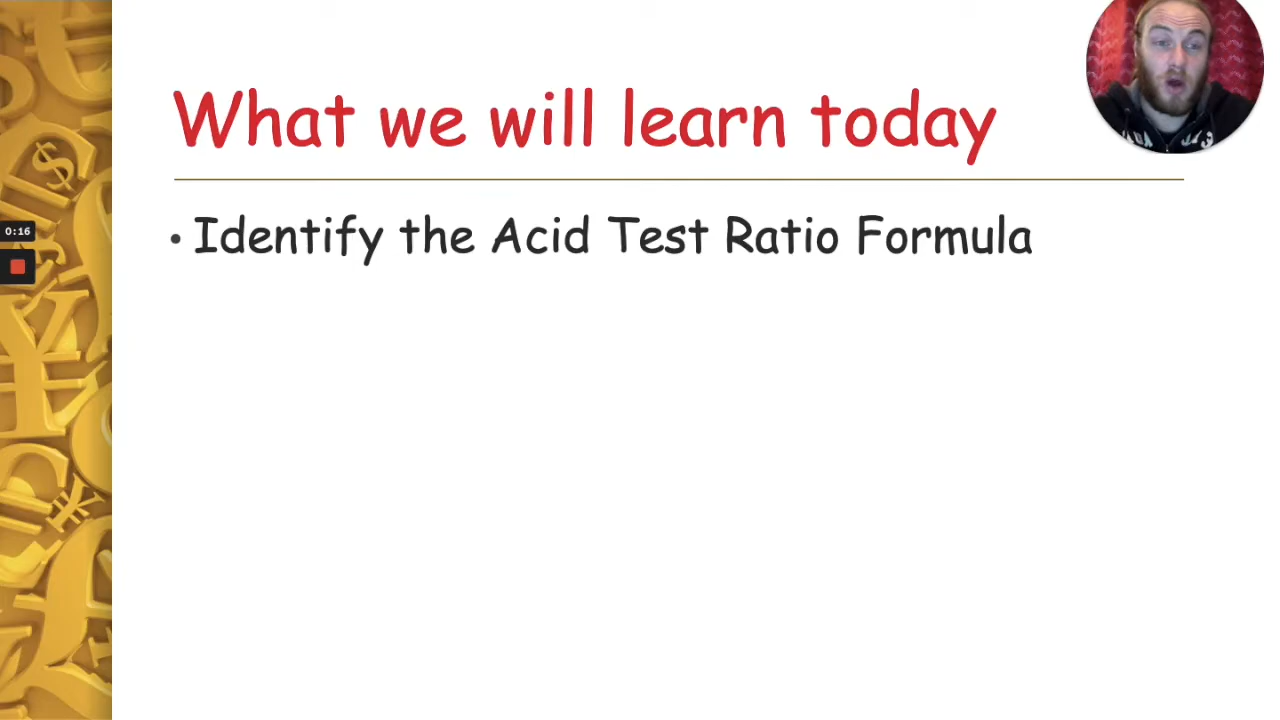 What we will learn today
• Identify the Acid Test Ratio Formula
0:16